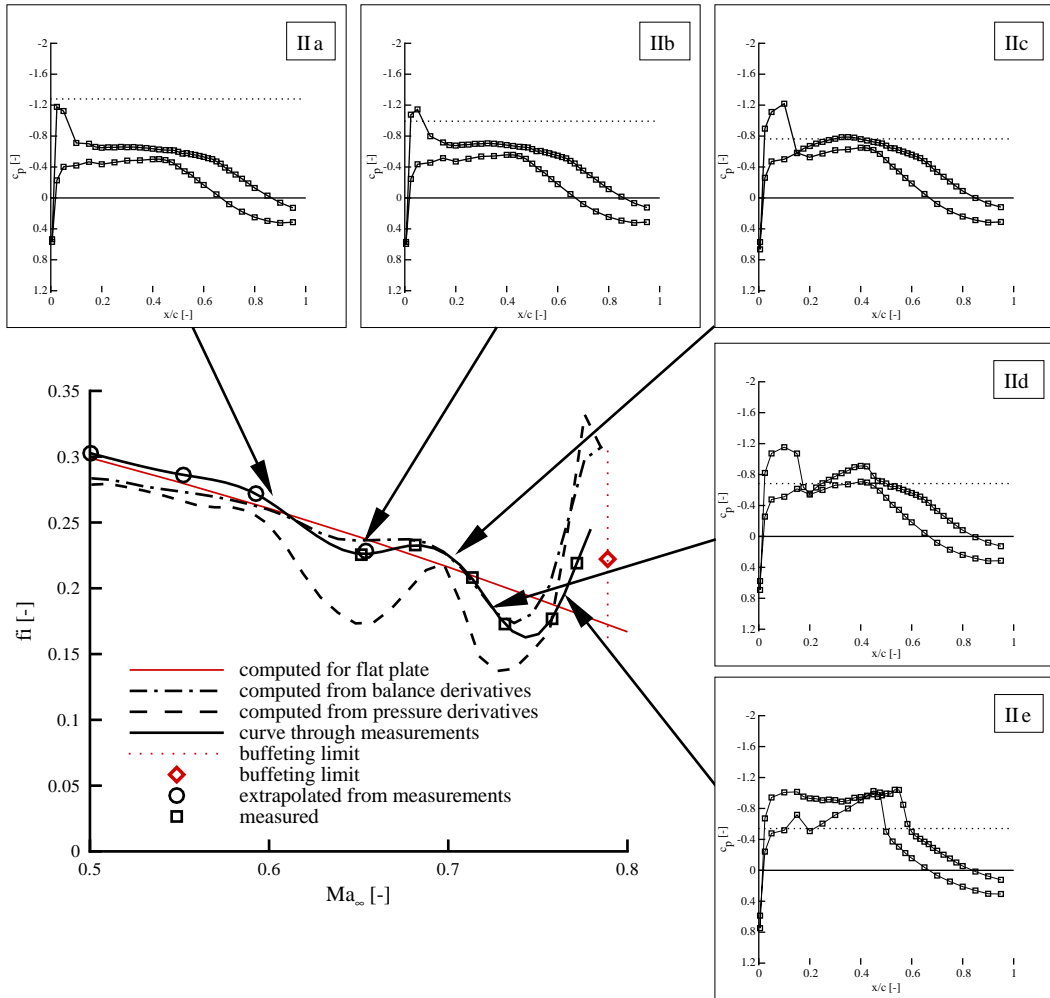 IIa
-2
-1.6
-1.2
-0.8
-0.4
0
0.4
0.8
1.2
cp [-]
0 0.2 0.4 0.6 0.8 1
x/c [-]
IIb
-2
-1.6
-1.2
-0.8
-0.4
0
0.4
0.8
1.2
cp [-]
0 0.2 0.4 0.6 0.8 1
x/c [-]
IIc
-2
-1.6
-1.2
-0.8
-0.4
0
0.4
0.8
1.2
cp [-]
0 0.2 0.4 0.6 0.8 1
x/c [-]
IId
-2
-1.6
-1.2
-0.8
-0.4
0
0.4
0.8
1.2
cp [-]
0 0.2 0.4 0.6 0.8 1
x/c [-]
IIe
-2
-1.6
-1.2
-0.8
-0.4
0
0.4
0.8
1.2
cp [-]
0 0.2 0.4 0.6 0.8 1
x/c [-]
0.35
0.3
0.25
0.2
0.15
0.1
0.05
0
fi [-]
computed for flat plate
computed from balance derivatives
computed from pressure derivatives
curve through measurements
buffeting limit
buffeting limit
extrapolated from measurements
measured
0.5 0.6 0.7 0.8
Ma∞ [-]